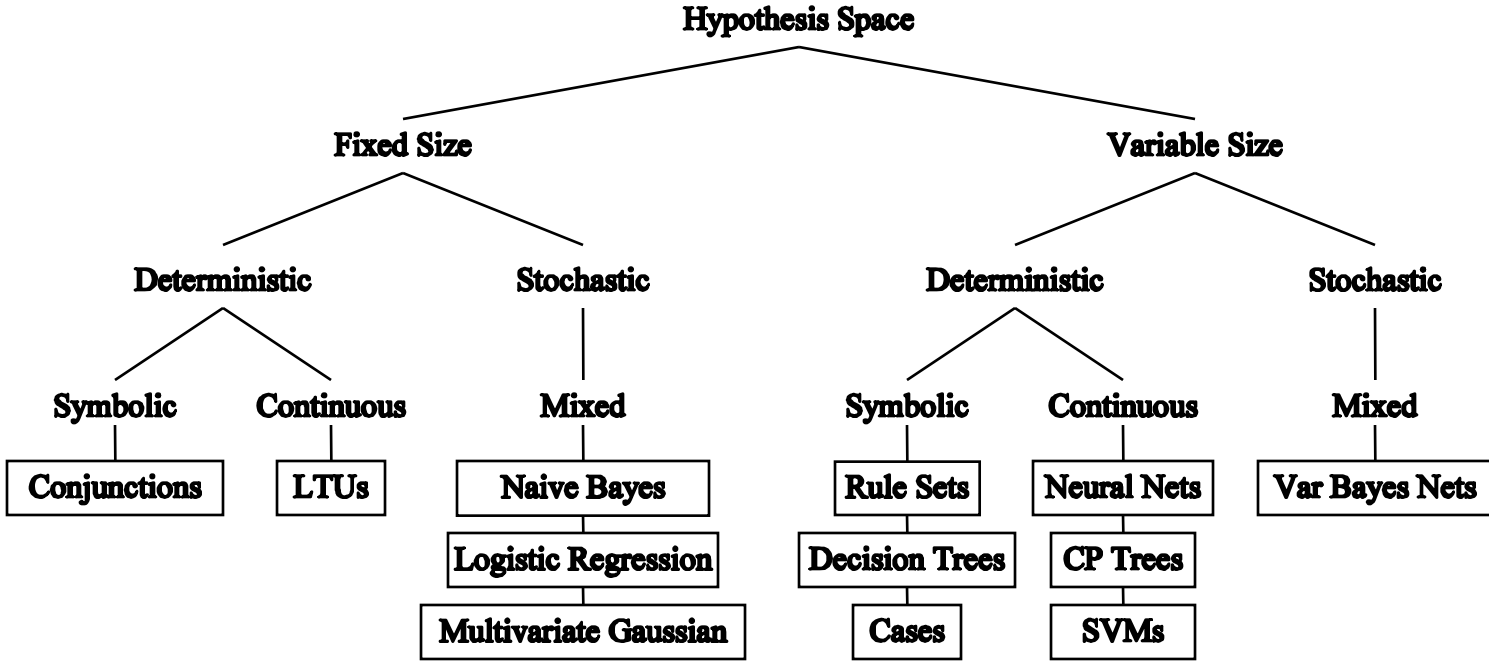 Hypothesis Space
Fixed Size
Variable Size
Deterministic
Stochastic
Deterministic
Stochastic
Symbolic
Continuous
Mixed
Symbolic
Continuous
Mixed
Conjunctions
LTUs
Naive Bayes
Rule Sets
Neural Nets
Var Bayes Nets
Logistic Regression
Decision Trees
CP Trees
Multivariate Gaussian
Cases
SVMs